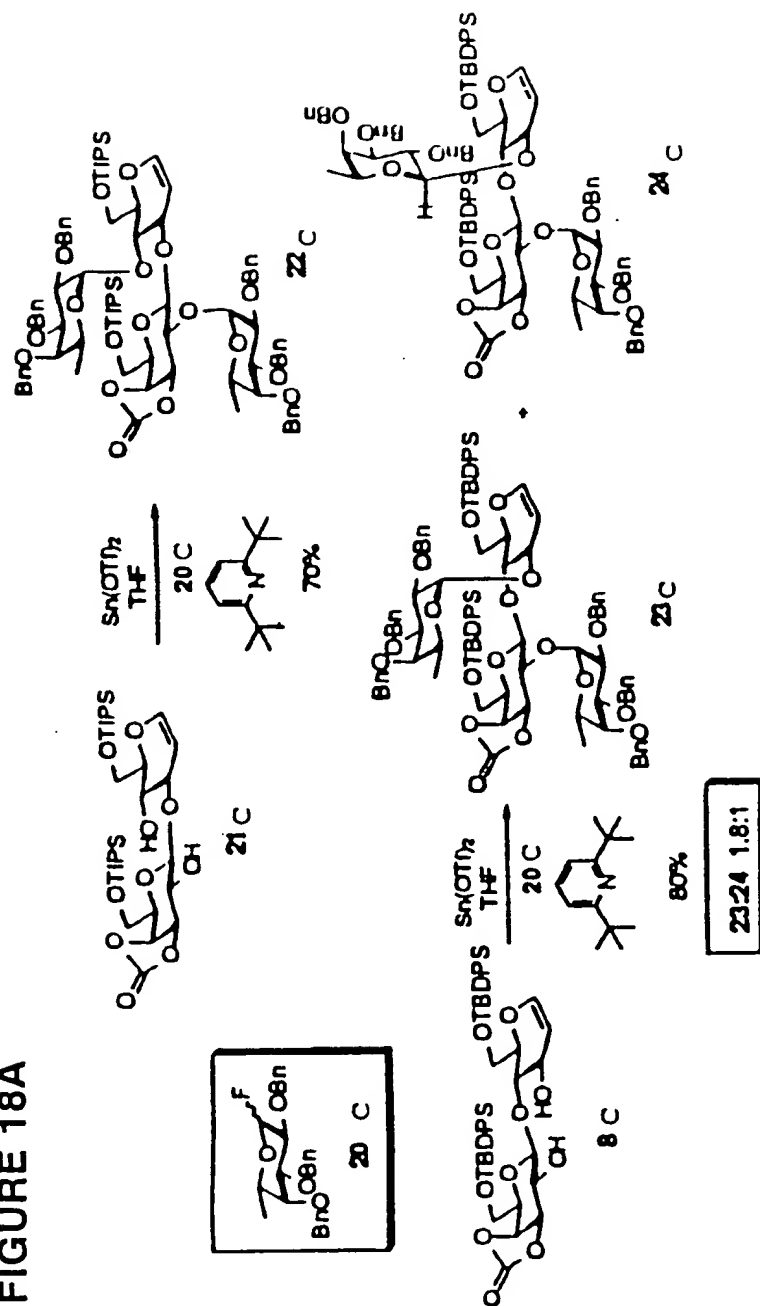 FIGURE 18A
BnO OBn
OBn
OTIPS
OTIPS
O
HO
OH
21 C
Sn(OTf)₂
THF
20 C
N
70%
BnO OBn
OBn
OTIPS
OTIPS
O
BnO OBn
OBn
22 C
F
O
OBn
BnO OBn
20 C
OTBDPS
OTBDPS
O
HO
OH
8 C
Sn(OTf)₂
THF
20 C
N
80%
BnO OBn
OBn
OTBDPS
OTBDPS
O
BnO OBn
OBn
23 C
+
OBn
OBn
BnO
H
OTBDPS
OTBDPS
O
BnO OBn
OBn
24 C
23:24 1.8:1